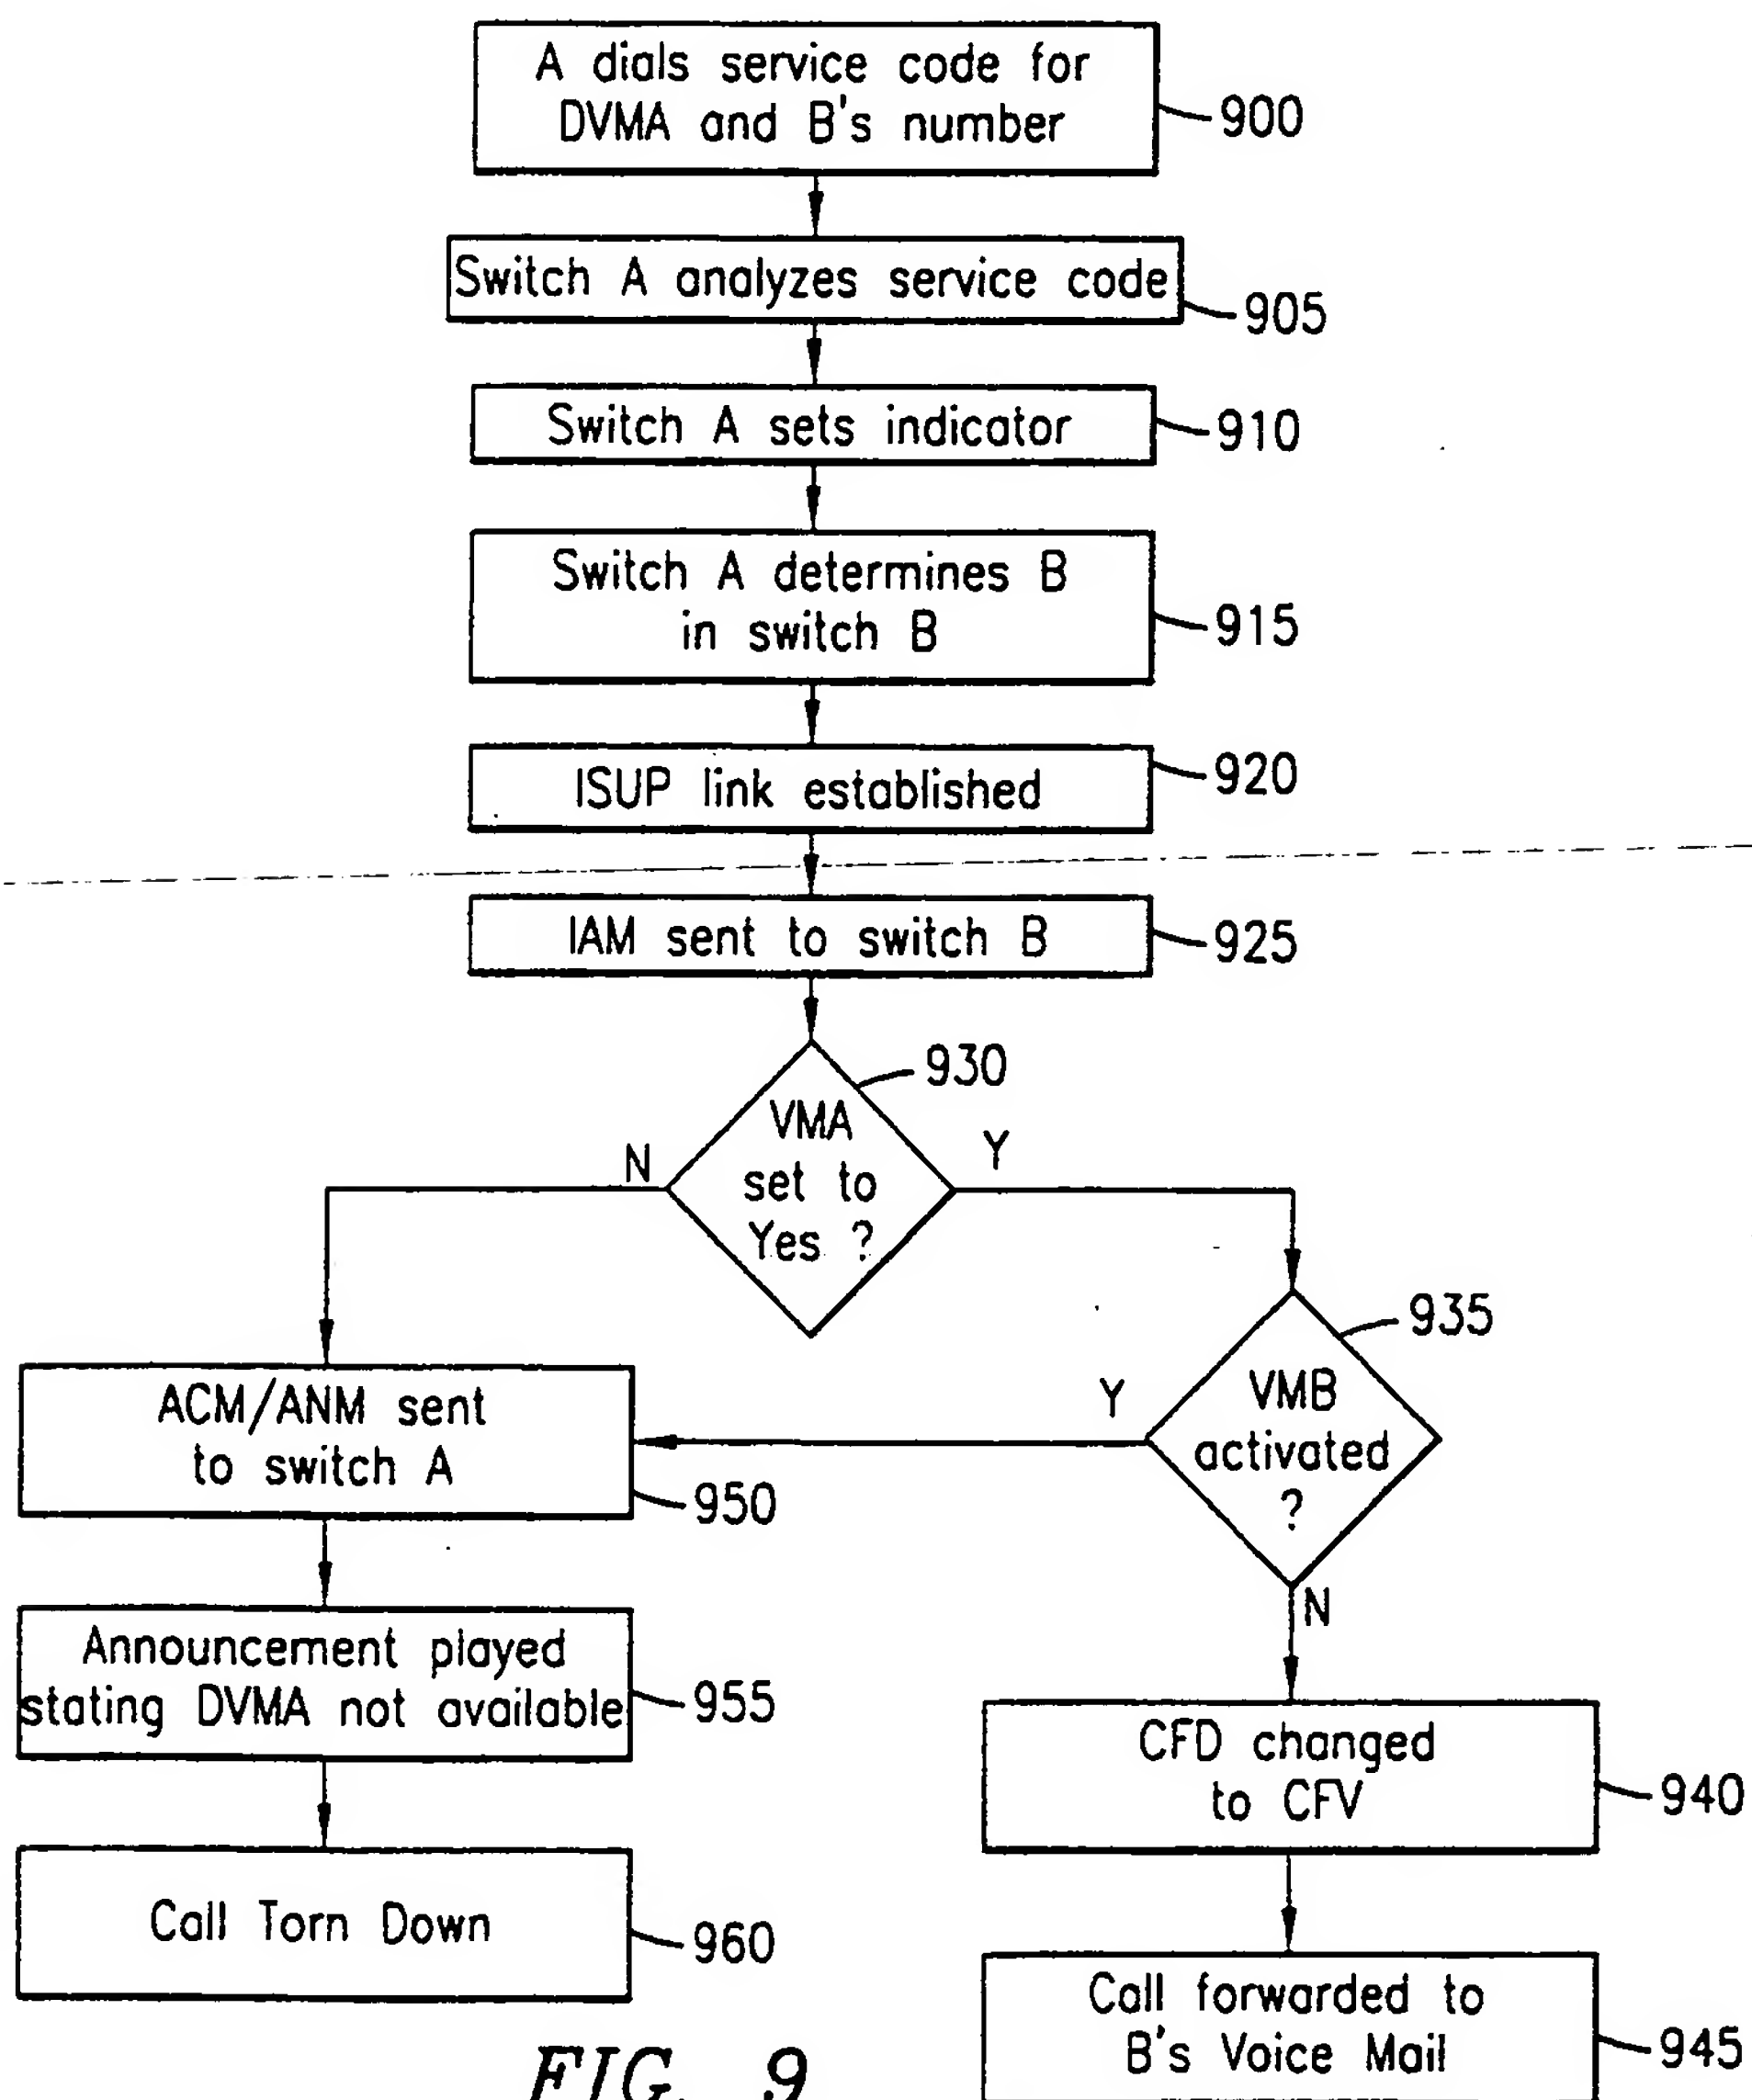 A dials service code for
DVMA and B's number
900
Switch A analyzes service code
905
Switch A sets indicator
910
Switch A determines B
in switch B
915
ISUP link established
920
IAM sent to switch B
925
930
VMA
set to
Yes ?
N
Y
935
VMB
activated
?
Y
N
ACM/ANM sent
to switch A
950
Announcement played
stating DVMA not available
955
CFD changed
to CFV
940
Call Torn Down
960
Call forwarded to
B's Voice Mail
945
FIG. 9